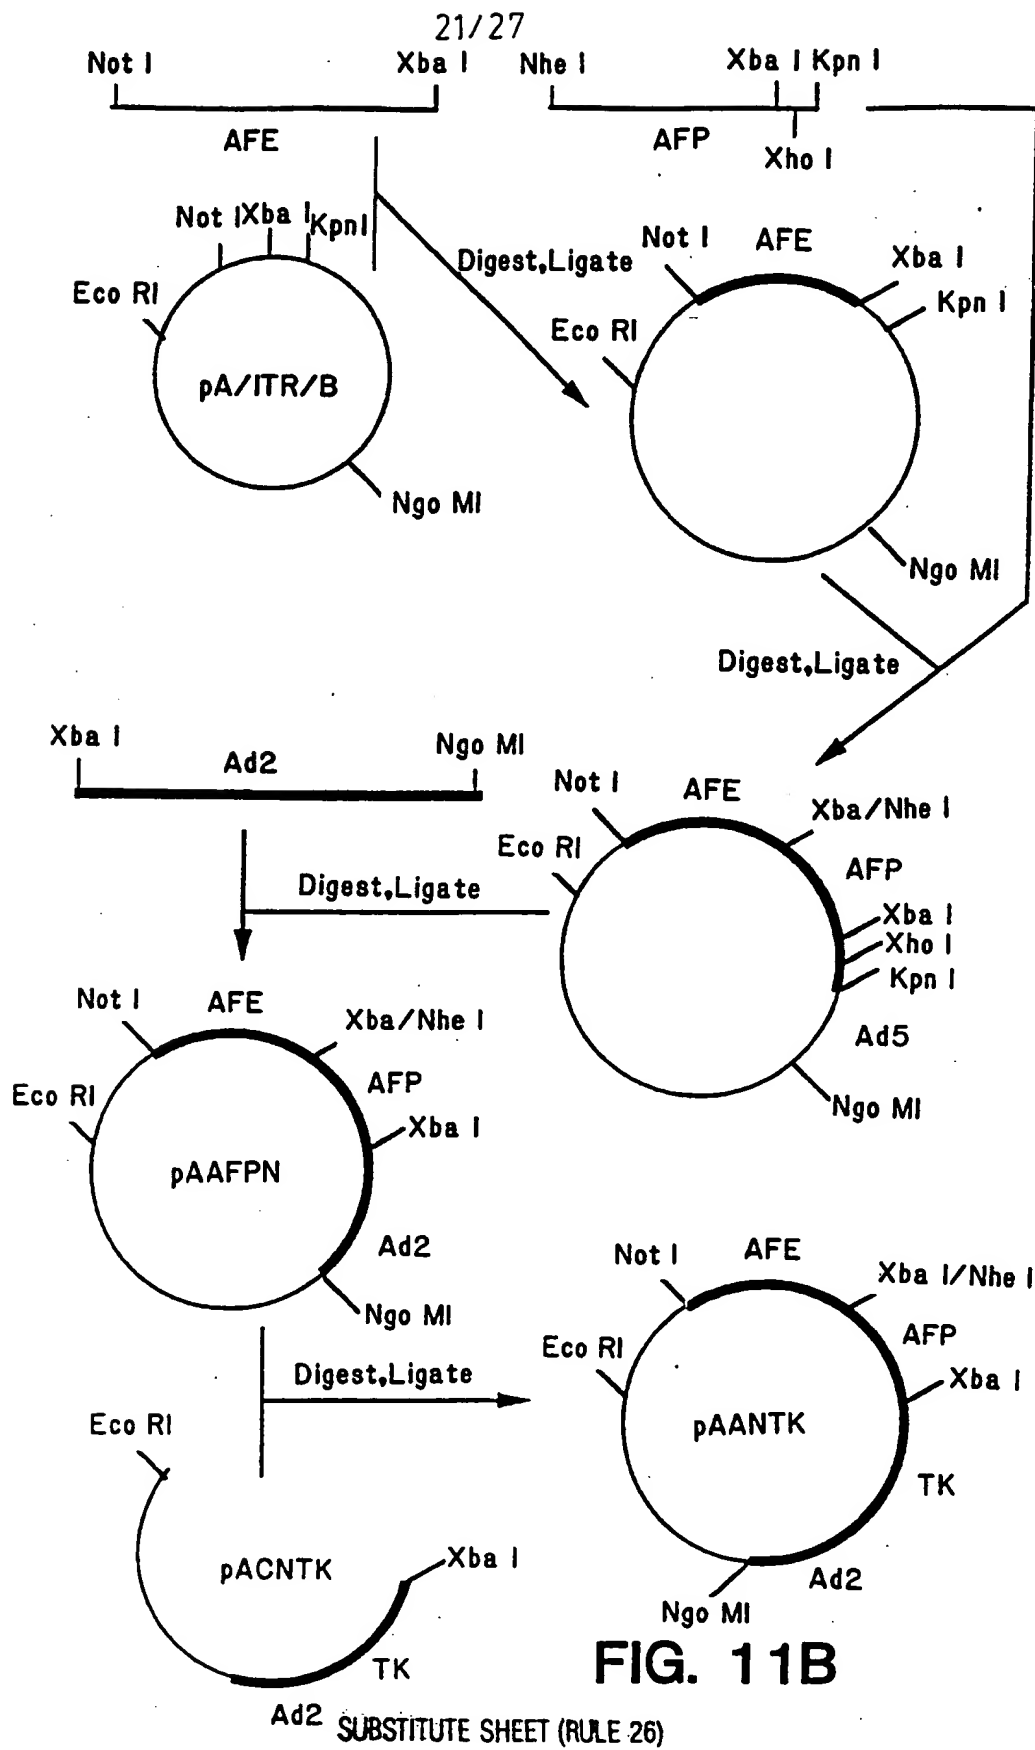 21/27
Not I
Xba I
Nhe I
Xba I
Kpn I
AFE
AFP
Xho I
Not I
Xba I
Kpn I
Eco RI
pA/ITR/B
Ngo MI
Digest,Ligate
Not I
AFE
Xba I
Kpn I
Eco RI
Ngo MI
Digest,Ligate
Xba I
Ad2
Ngo MI
Not I
AFE
Xba/Nhe I
Eco RI
AFP
Xba I
Xho I
Kpn I
Ad5
Ngo MI
Digest,Ligate
Not I
AFE
Xba/Nhe I
AFP
Eco RI
Xba I
pAAFPN
Ad2
Ngo MI
Digest,Ligate
Not I
AFE
Xba I/Nhe I
AFP
Eco RI
Xba I
pAANTK
TK
Ad2
Ngo MI
Eco RI
pACNTK
Xba I
TK
Ad2
FIG. 11B
SUBSTITUTE SHEET (RULE 26)